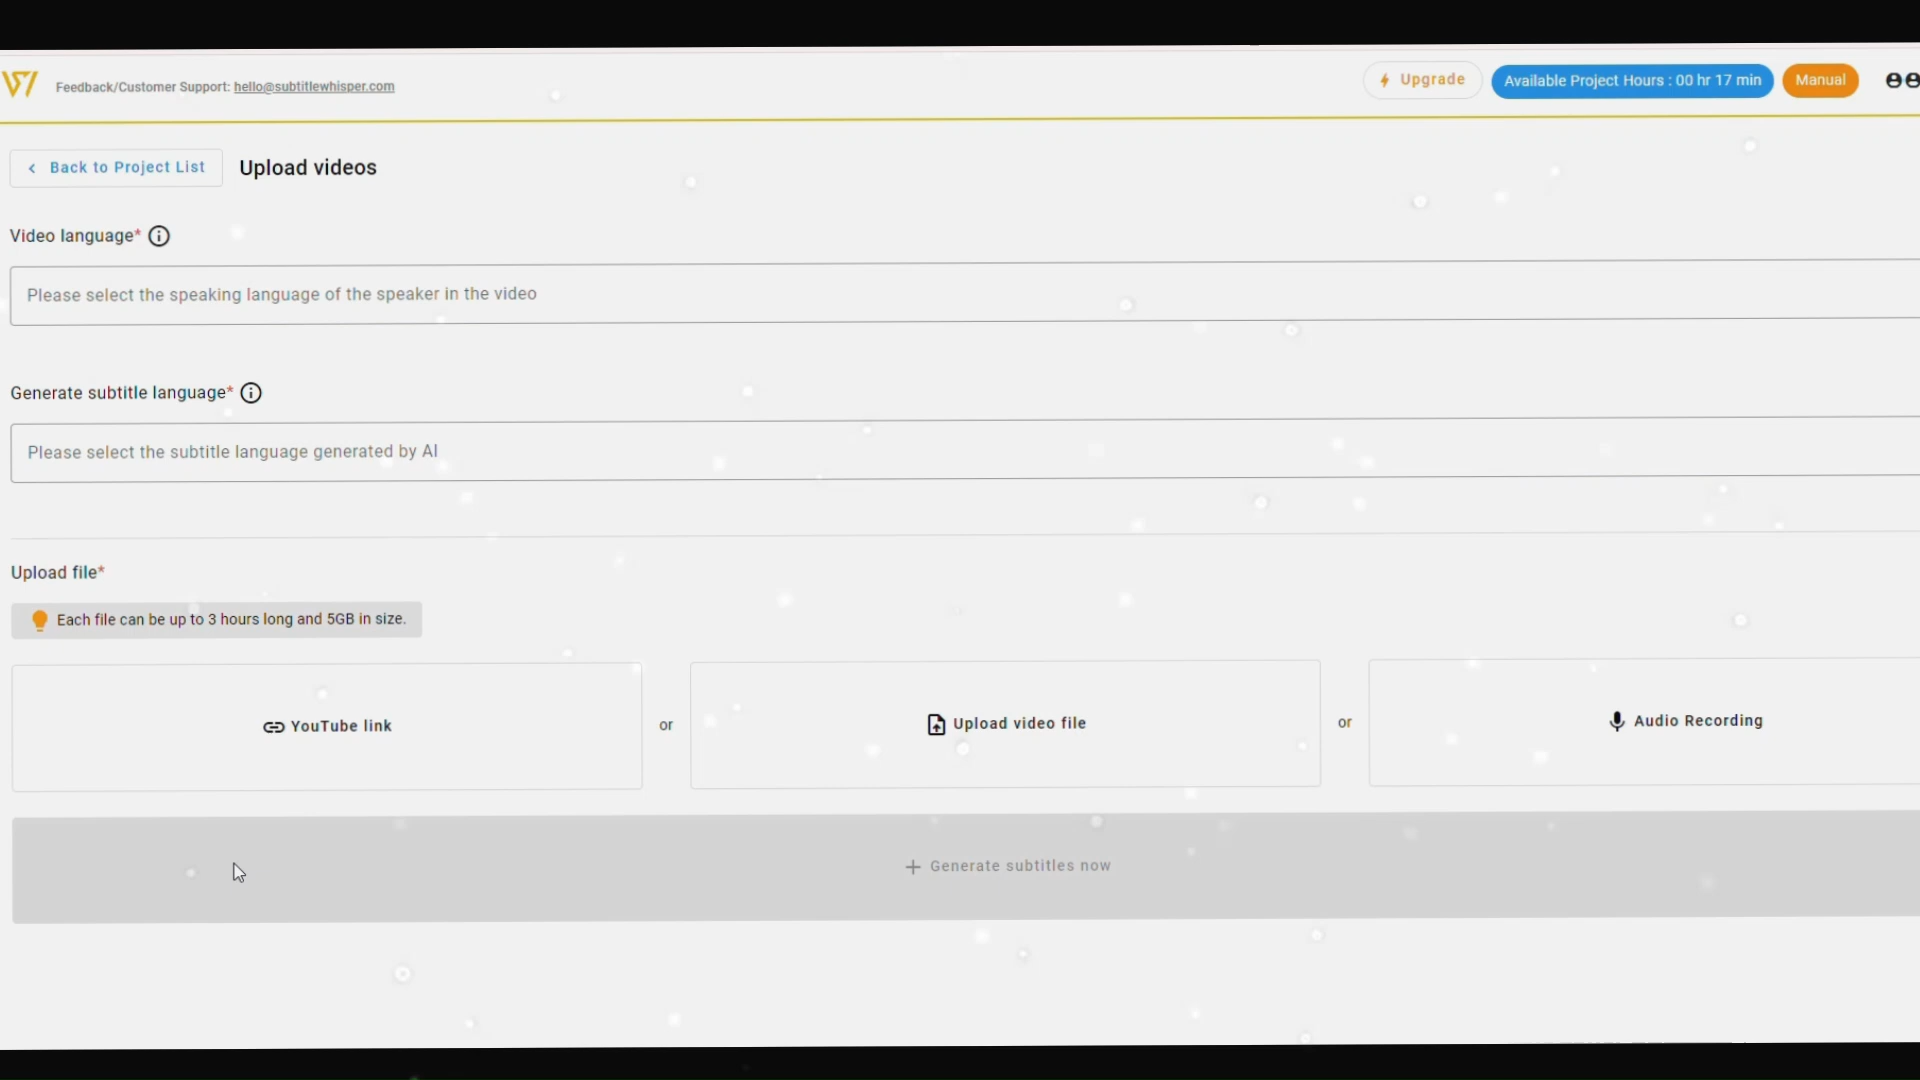 Feedback/Customer Support: hello@subtitlewhisper.com
Upgrade
Available Project Hours : 00 hr 17 min
Manual
Back to Project List
Upload videos
Video language*
Please select the speaking language of the speaker in the video
Generate subtitle language*
Please select the subtitle language generated by AI
Upload file*
Each file can be up to 3 hours long and 5GB in size.
YouTube link
or
Upload video file
or
Audio Recording
+ Generate subtitles now